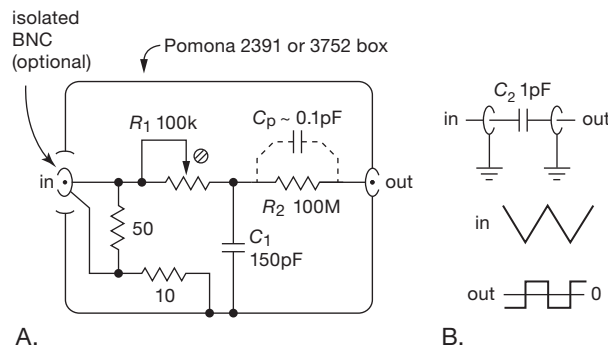 isolated
BNC
(optional)
Pomona 2391 or 3752 box
R1 100k
Cp ~ 0.1pF
in
out
R2 100M
50
C1
150pF
10
A.
C2 1pF
in
out
in
out
0
B.